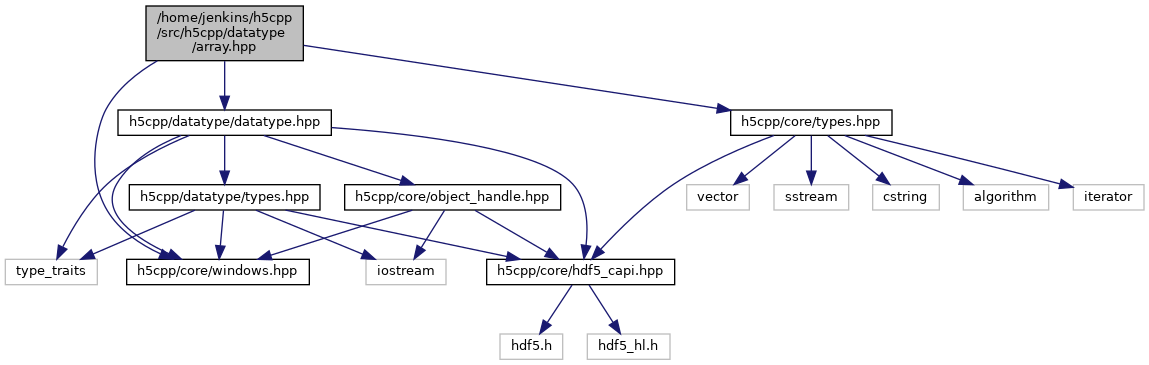 /home/jenkins/h5cpp
/src/h5cpp/datatype
/array.hpp
h5cpp/datatype/datatype.hpp
h5cpp/core/types.hpp
h5cpp/datatype/types.hpp
h5cpp/core/object_handle.hpp
vector
sstream
cstring
algorithm
iterator
type_traits
h5cpp/core/windows.hpp
iostream
h5cpp/core/hdf5_capi.hpp
hdf5.h
hdf5_hl.h